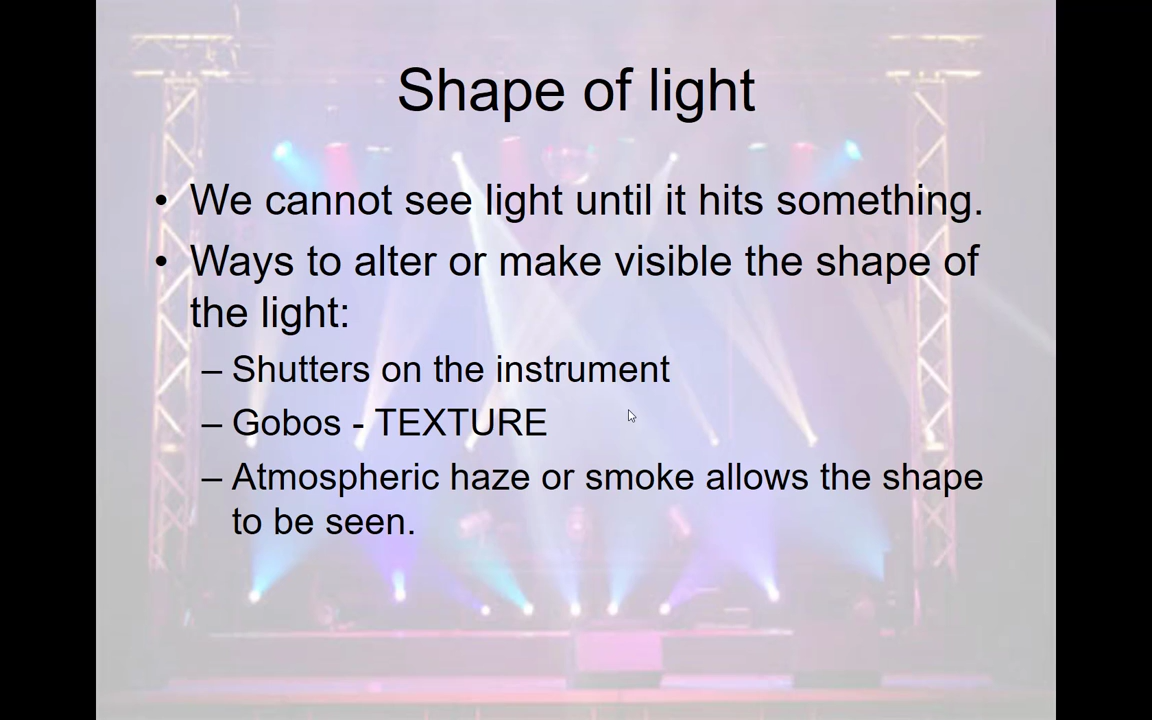 Shape of light
• We cannot see light until it hits something.
• Ways to alter or make visible the shape of
the light:
– Shutters on the instrument
– Gobos - TEXTURE
– Atmospheric haze or smoke allows the shape
to be seen.